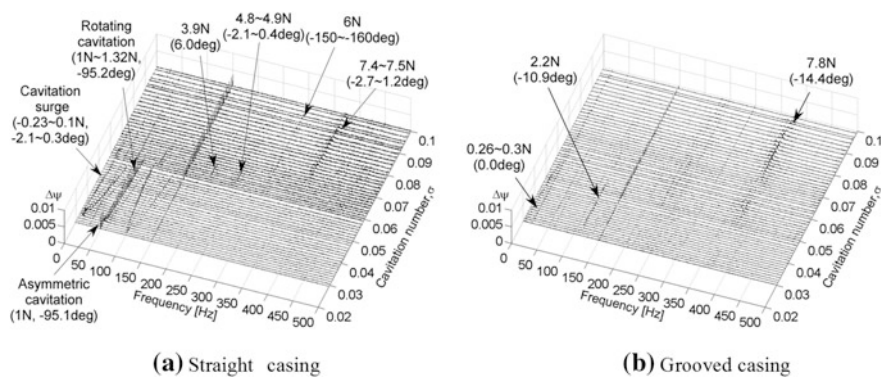 Rotating
cavitation
(1N~1.32N,
-95.2deg)
3.9N
(6.0deg)
4.8~4.9N
(-2.1~0.4deg)
6N
(-150~-160deg)
7.4~7.5N
(-2.7~1.2deg)
Cavitation
surge
(-0.23~0.1N,
-2.1~0.3deg)
Δψ
0.01
0.005
0
Asymmetric
cavitation
(1N, -95.1deg)
0
50
100
150
200
250
300
350
400
450
500
Frequency [Hz]
0.02
0.03
0.04
0.05
0.06
0.07
0.08
0.09
0.1
Cavitation number,σ
(a) Straight casing
2.2N
(-10.9deg)
7.8N
(-14.4deg)
0.26~0.3N
(0.0deg)
Δψ
0.01
0.005
0
0
50
100
150
200
250
300
350
400
450
500
Frequency [Hz]
0.02
0.03
0.04
0.05
0.06
0.07
0.08
0.09
0.1
Cavitation number,σ
(b) Grooved casing